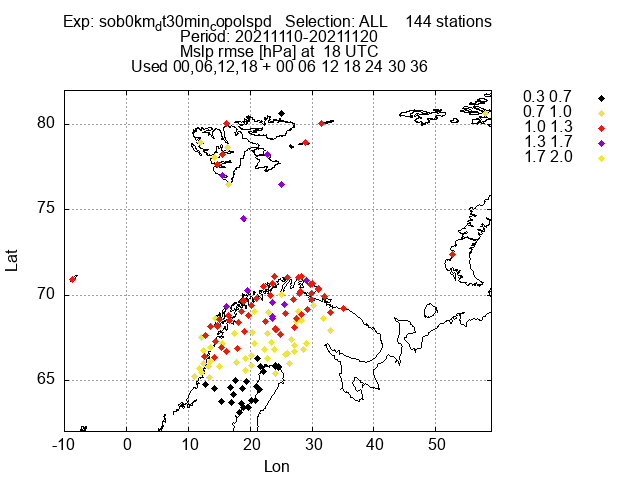 Exp: sob0km_dt30min_copolspd   Selection: ALL    144 stations
Period: 20211110-20211120
Mslp rmse [hPa] at  18 UTC
Used 00,06,12,18 + 00 06 12 18 24 30 36
0.3 0.7
0.7 1.0
1.0 1.3
1.3 1.7
1.7 2.0
80
75
70
65
Lat
-10 0 10 20 30 40 50
Lon